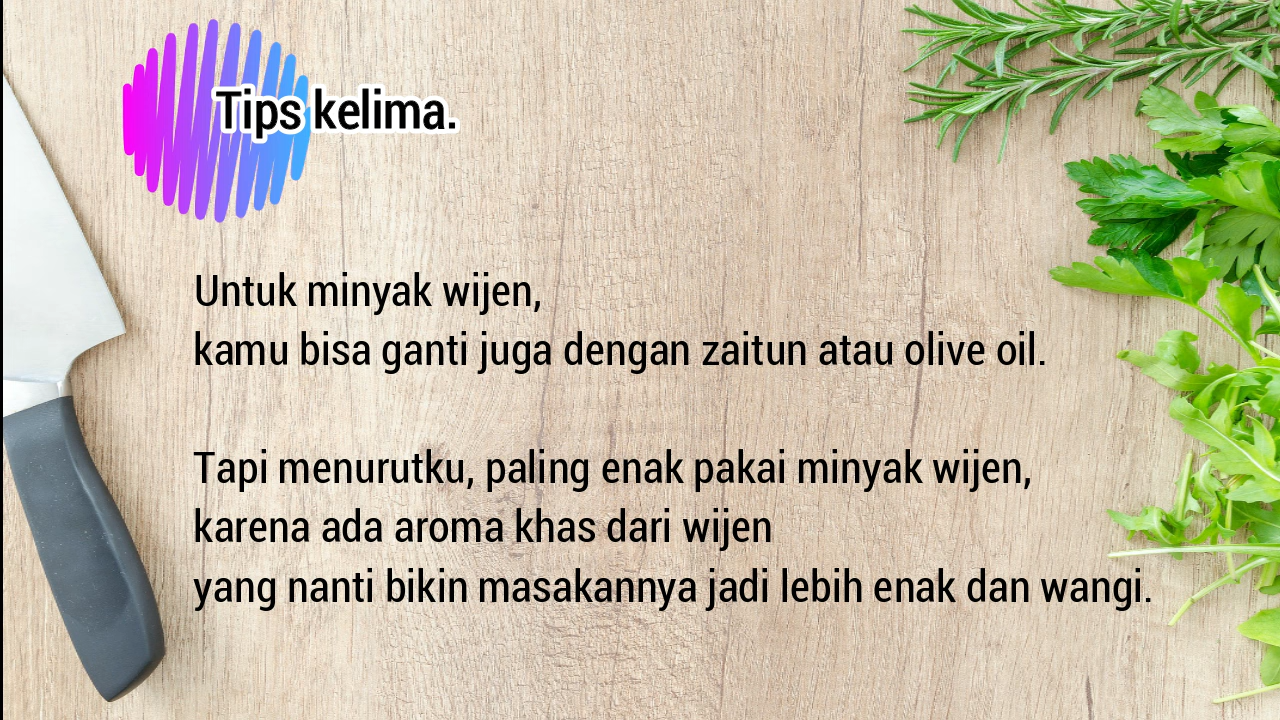 Tips kelima.
Untuk minyak wijen,
kamu bisa ganti juga dengan zaitun atau olive oil.
Tapi menurutku, paling enak pakai minyak wijen,
karena ada aroma khas dari wijen
yang nanti bikin masakannya jadi lebih enak dan wangi.